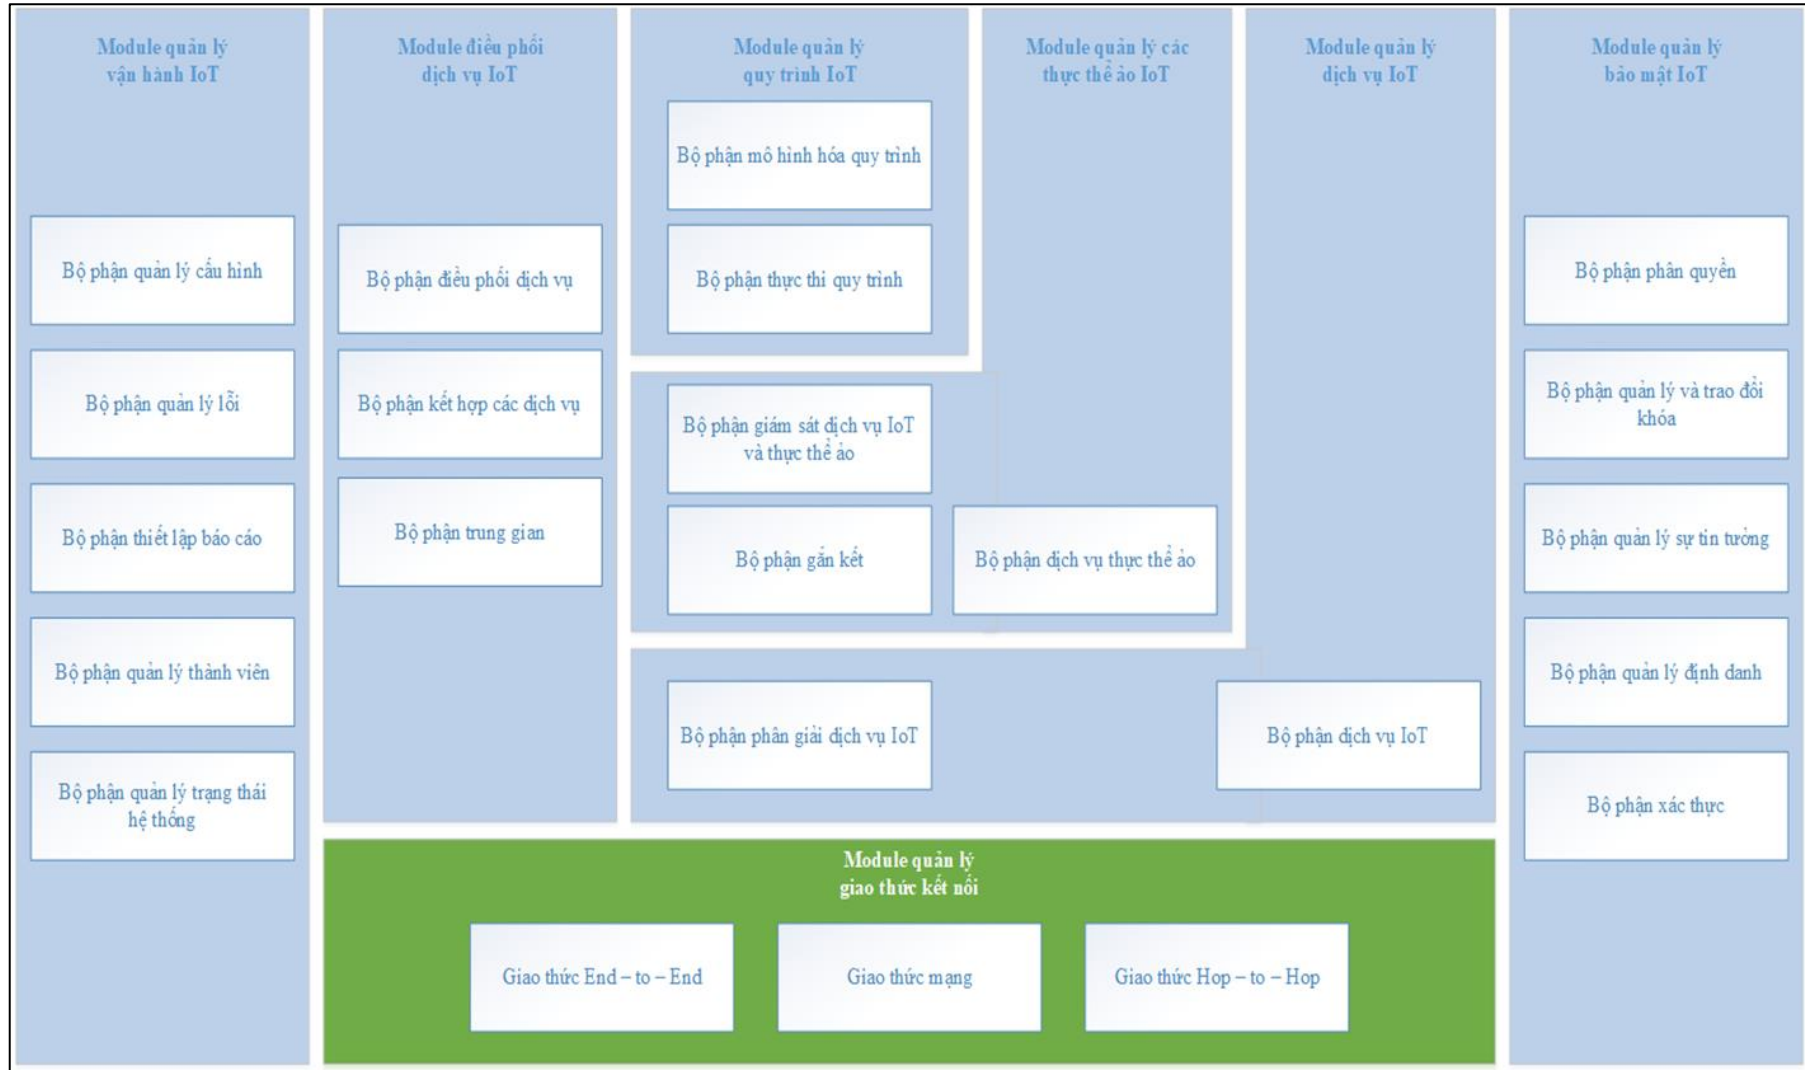 Module quản lý
vận hành IoT
Bộ phận quản lý cấu hình
Bộ phận quản lý lỗi
Bộ phận thiết lập báo cáo
Bộ phận quản lý thành viên
Bộ phận quản lý trạng thái
hệ thống
Module điều phối
dịch vụ IoT
Bộ phận điều phối dịch vụ
Bộ phận kết hợp các dịch vụ
Bộ phận trung gian
Module quản lý
quy trình IoT
Bộ phận mô hình hóa quy trình
Bộ phận thực thi quy trình
Module quản lý các
thực thể ảo IoT
Bộ phận giám sát dịch vụ IoT
và thực thể ảo
Bộ phận gắn kết
Bộ phận dịch vụ thực thể ảo
Module quản lý
dịch vụ IoT
Bộ phận phân giải dịch vụ IoT
Bộ phận dịch vụ IoT
Module quản lý
bảo mật IoT
Bộ phận phân quyền
Bộ phận quản lý và trao đổi
khóa
Bộ phận quản lý sự tin tưởng
Bộ phận quản lý định danh
Bộ phận xác thực
Module quản lý
giao thức kết nối
Giao thức End – to – End
Giao thức mạng
Giao thức Hop – to – Hop